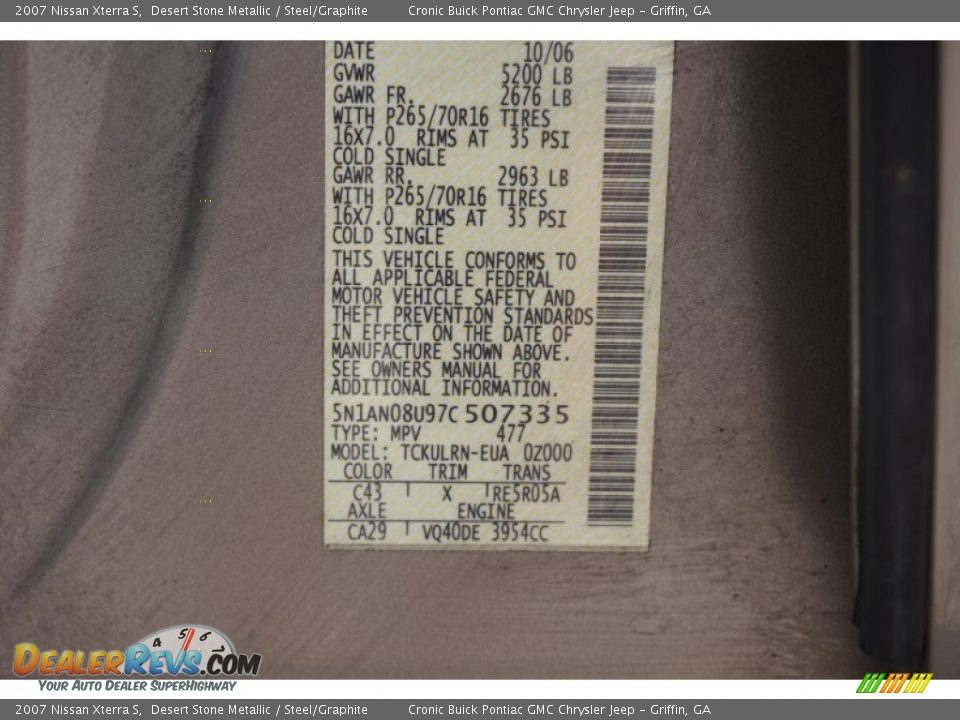 2007 Nissan Xterra S, Desert Stone Metallic / Steel/Graphite Cronic Buick Pontiac GMC Chrysler Jeep - Griffin, GA
DATE 10/06
GVWR 5200 LB
GAWR FR. 2676 LB
WITH P265/70R16 TIRES
16X7.0 RIMS AT 35 PSI
COLD SINGLE
GAWR RR. 2963 LB
WITH P265/70R16 TIRES
16X7.0 RIMS AT 35 PSI
COLD SINGLE
THIS VEHICLE CONFORMS TO
ALL APPLICABLE FEDERAL
MOTOR VEHICLE SAFETY AND
THEFT PREVENTION STANDARDS
IN EFFECT ON THE DATE OF
MANUFACTURE SHOWN ABOVE.
SEE OWNERS MANUAL FOR
ADDITIONAL INFORMATION.
5N1AN08U97C507335
TYPE: MPV 477
MODEL: TCKULRN-EUA 0Z000
COLOR TRIM TRANS
C43 X RE5R05A
AXLE ENGINE
CA29 VQ40DE 3954CC
4 5 6
DEALERREVS.COM
YOUR AUTO DEALER SUPERHIGHWAY
2007 Nissan Xterra S, Desert Stone Metallic / Steel/Graphite Cronic Buick Pontiac GMC Chrysler Jeep - Griffin, GA